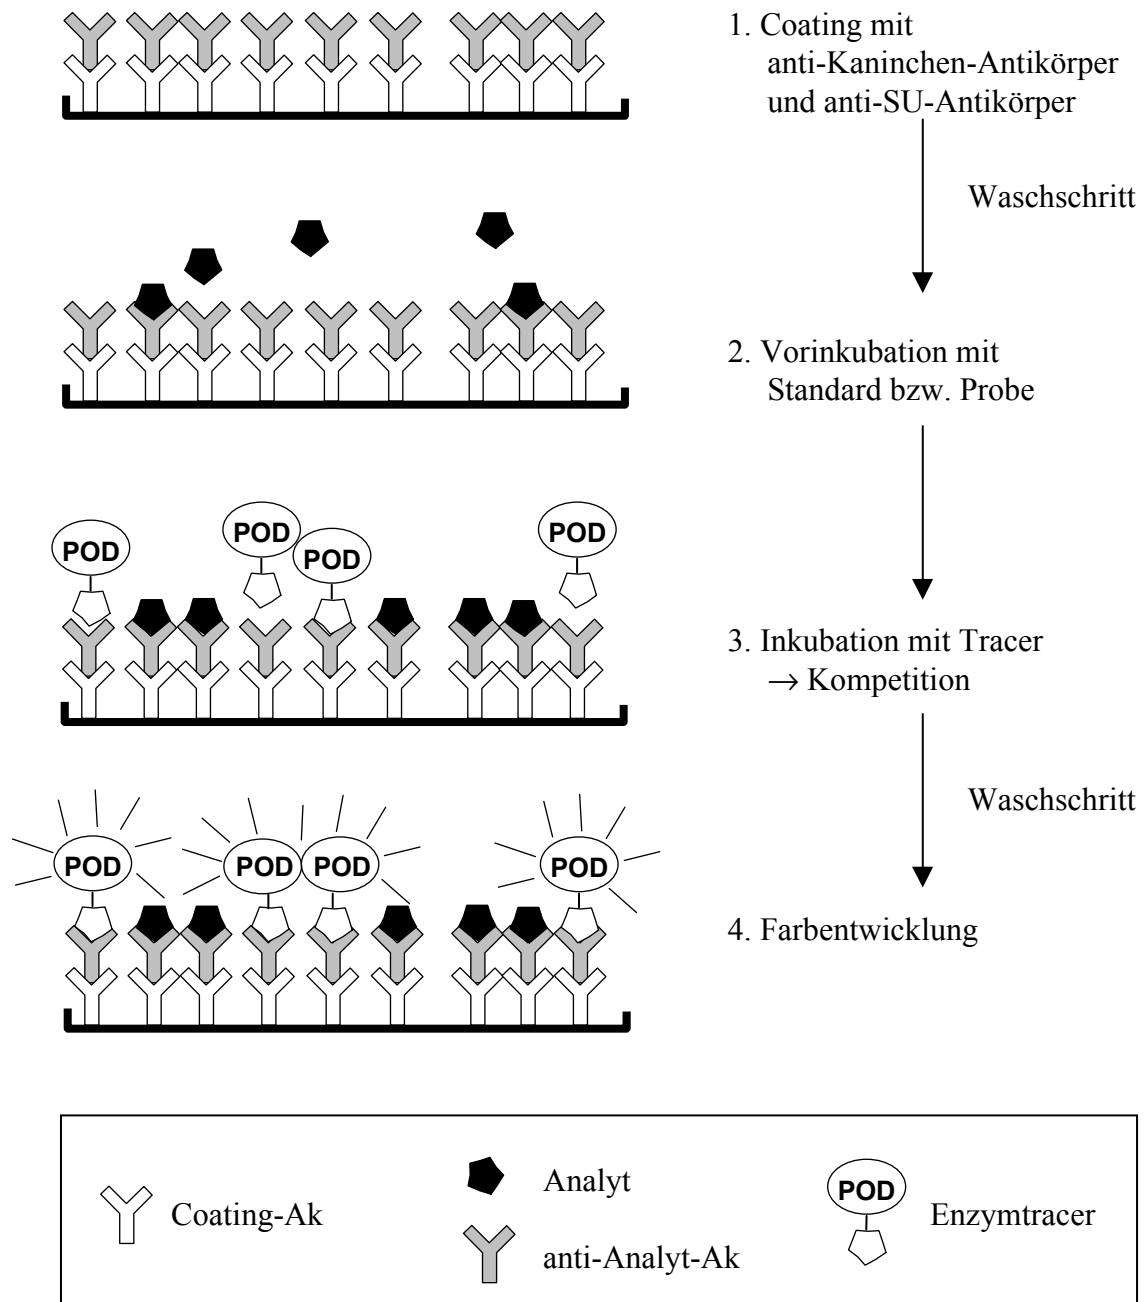 1. Coating mit
anti-Kaninchen-Antikörper
und anti-SU-Antikörper
Waschschritt
2. Vorinkubation mit
Standard bzw. Probe
POD
POD
POD
POD
3. Inkubation mit Tracer
→ Kompetition
Waschschritt
POD
POD
POD
POD
4. Farbentwicklung
Coating-Ak
Analyt
anti-Analyt-Ak
POD
Enzymtracer